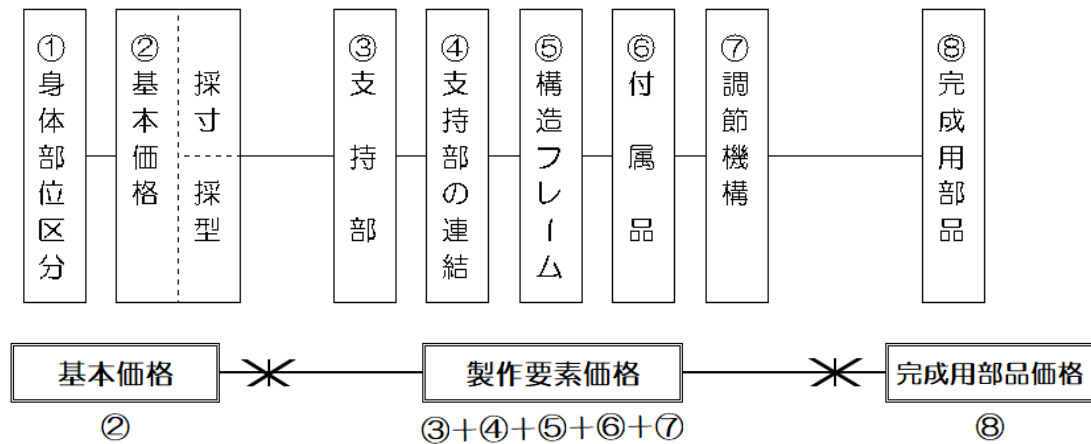 ①身体部位区分
②基本価格
採寸
採型
③支持部
④支持部の連結
⑤構造フレーム
⑥付属品
⑦調節機構
⑧完成用部品
基本価格
製作要素価格
完成用部品価格
②
③+④+⑤+⑥+⑦
⑧